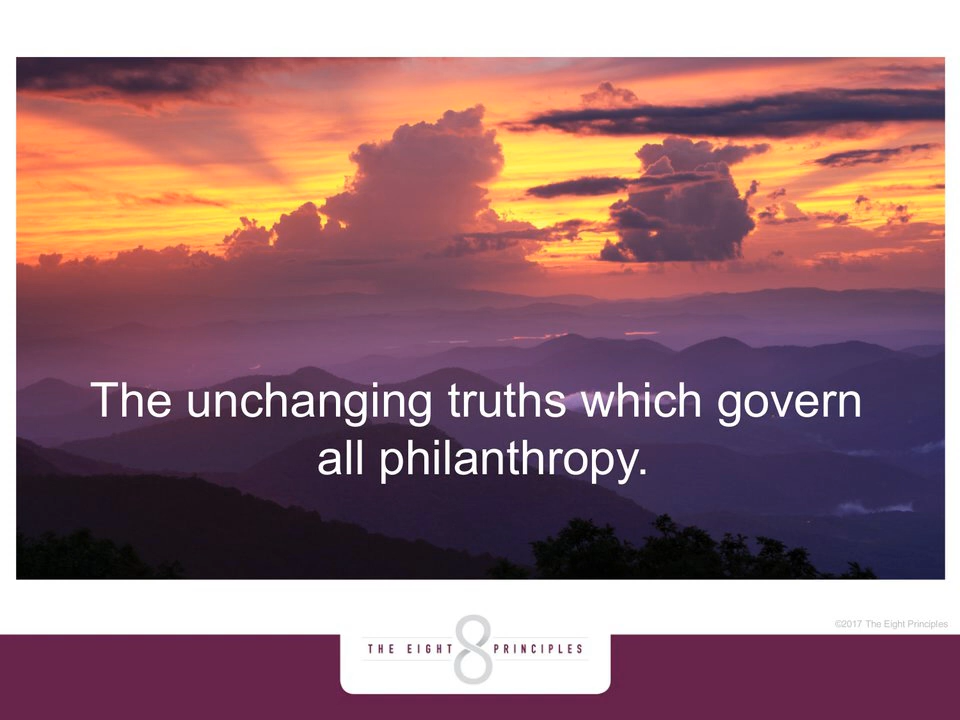 The unchanging truths which govern
all philanthropy.
©2017 The Eight Principles
THE EIGHT 8 PRINCIPLES